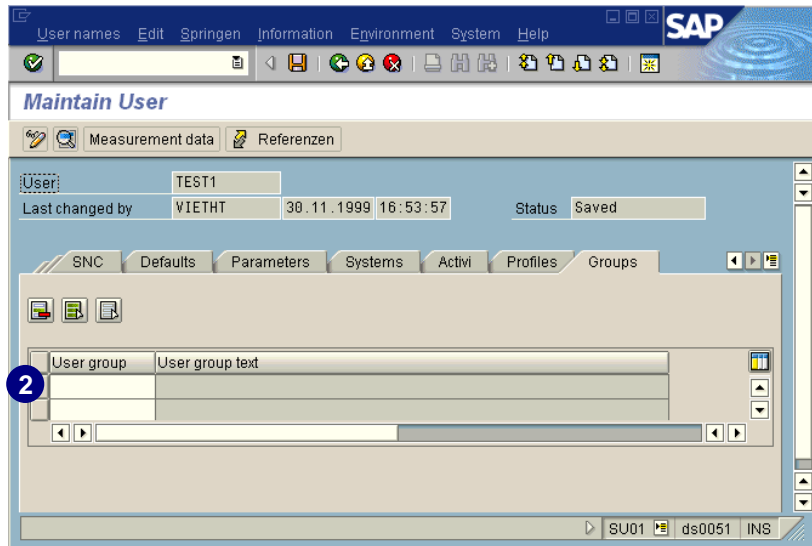 User names Edit Springen Information Environment System Help
SAP
Maintain User
Measurement data Referenzen
User TEST1
Last changed by VIETHT 30.11.1999 16:53:57 Status Saved
SNC Defaults Parameters Systems Activi Profiles Groups
User group User group text
2
SU01 ds0051 INS